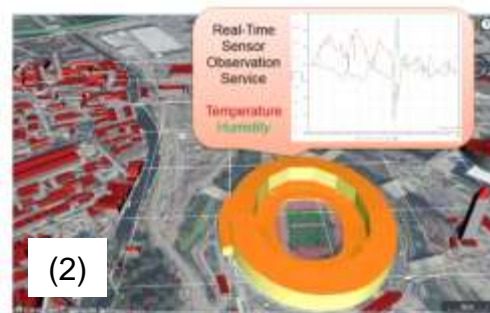 Real-Time
Sensor
Observation
Service
Temperature
Humidity
(2)